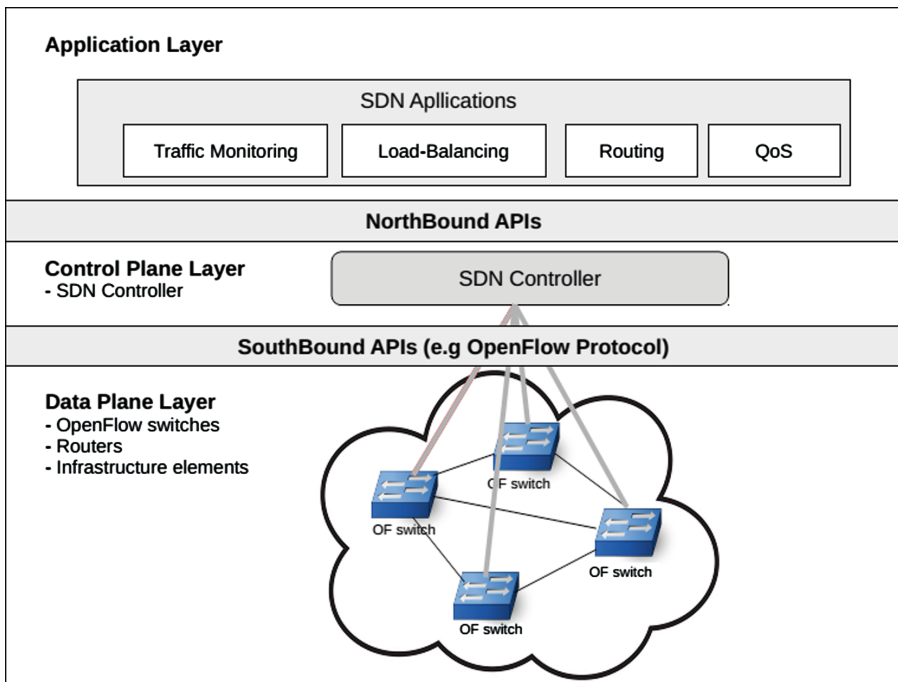 Application Layer
SDN Apllications
Traffic Monitoring
Load-Balancing
Routing
QoS
NorthBound APIs
Control Plane Layer
- SDN Controller
SDN Controller
SouthBound APIs (e.g OpenFlow Protocol)
Data Plane Layer
- OpenFlow switches
- Routers
- Infrastructure elements
OF switch
OF switch
OF switch
OF switch